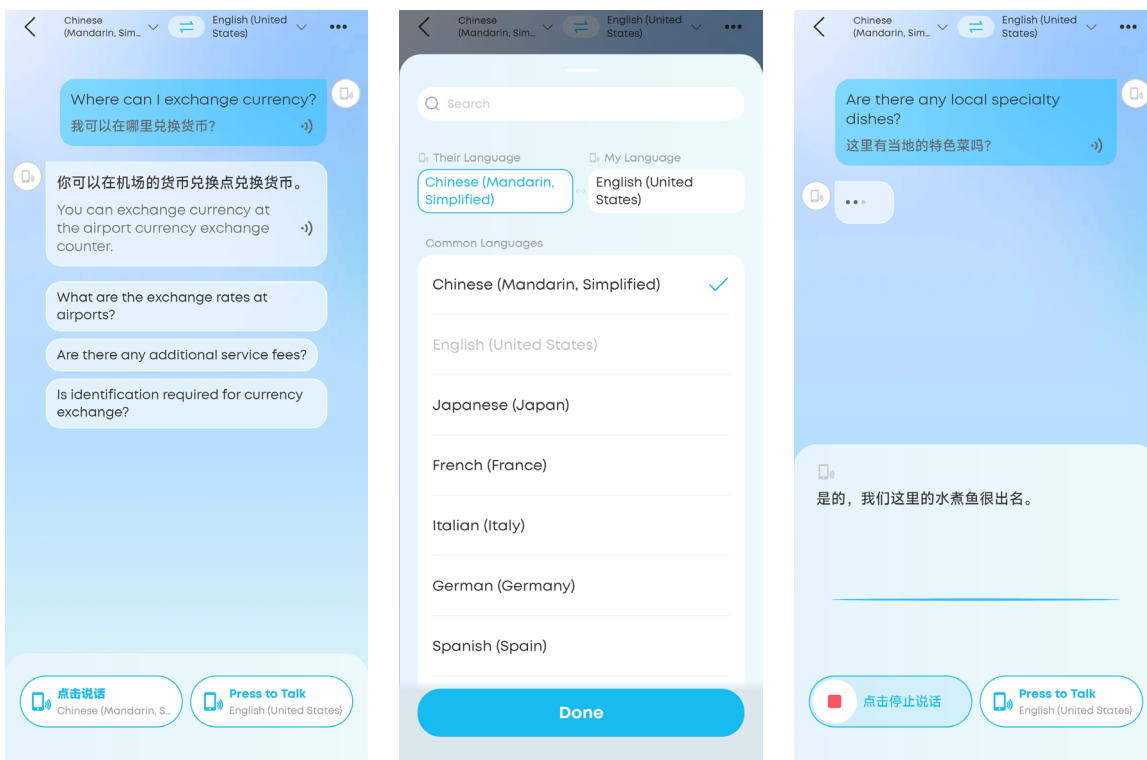 Chinese
(Mandarin, Sim...
English (United
States)
Where can I exchange currency?
我可以在哪里兑换货币?
你可以在机场的货币兑换点兑换货币。
You can exchange currency at
the airport currency exchange
counter.
What are the exchange rates at
airports?
Are there any additional service fees?
Is identification required for currency
exchange?
点击说话
Chinese (Mandarin, S...
Press to Talk
English (United States)
Chinese
(Mandarin, Sim...
English (United
States)
Search
Their Language
My Language
Chinese (Mandarin,
Simplified)
English (United
States)
Common Languages
Chinese (Mandarin, Simplified)
English (United States)
Japanese (Japan)
French (France)
Italian (Italy)
German (Germany)
Spanish (Spain)
Done
Chinese
(Mandarin, Sim...
English (United
States)
Are there any local specialty
dishes?
这里有当地的特色菜吗?
是的，我们这里的水煮鱼很出名。
点击停止说话
Press to Talk
English (United States)